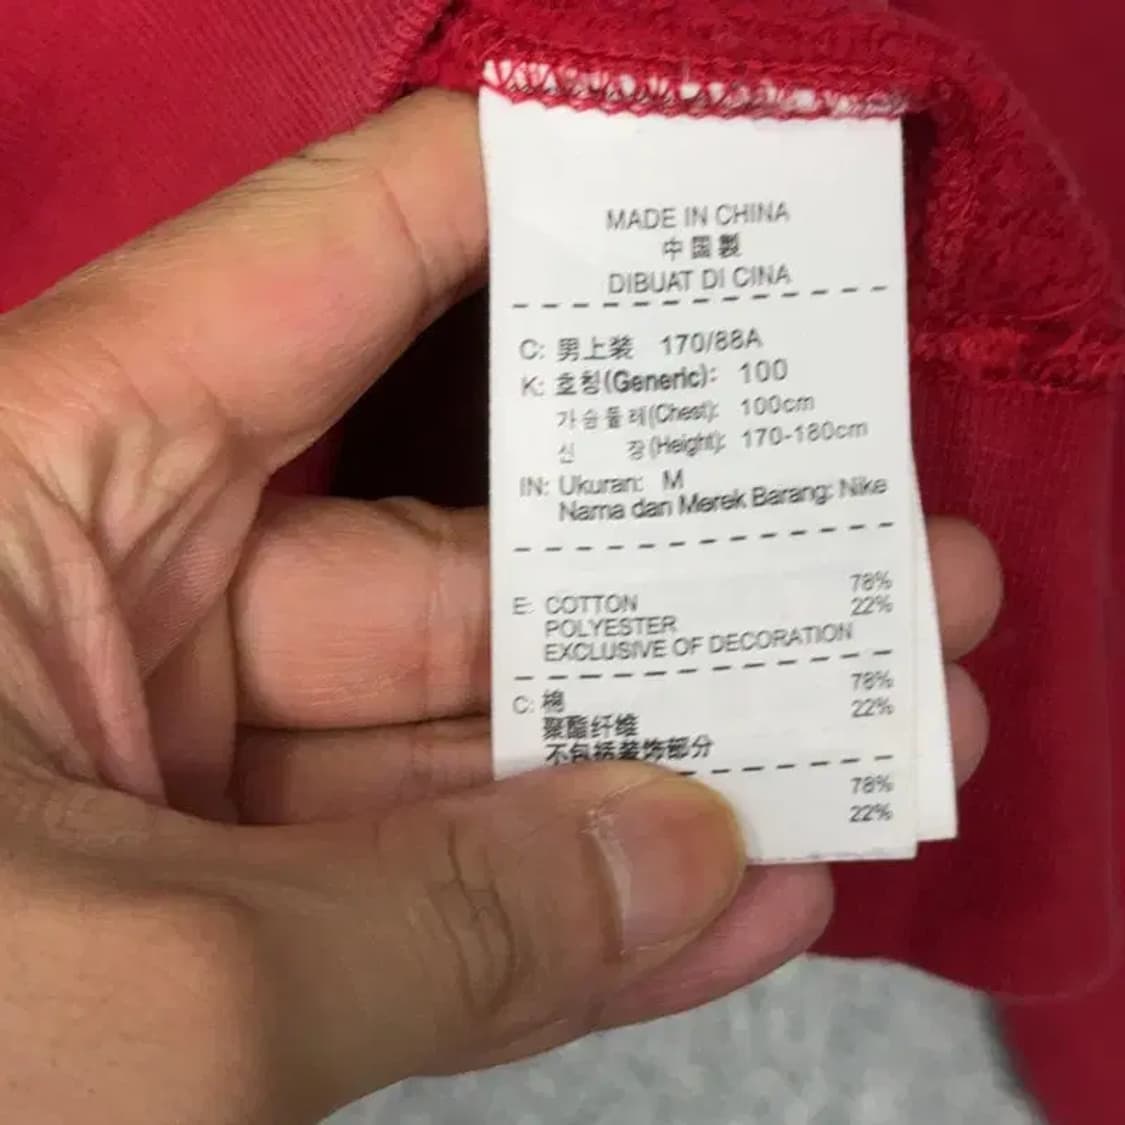 MADE IN CHINA
中国製
DIBUAT DI CINA
C: 男上装 170/88A
K: 호칭(Generic): 100
가슴둘레(Chest): 100cm
신 장(Height): 170-180cm
IN: Ukuran: M
Nama dan Merek Barang: Nike
78%
E: COTTON 22%
POLYESTER
EXCLUSIVE OF DECORATION
78%
C: 棉 22%
聚酯纤维
不包括装饰部分
78%
22%